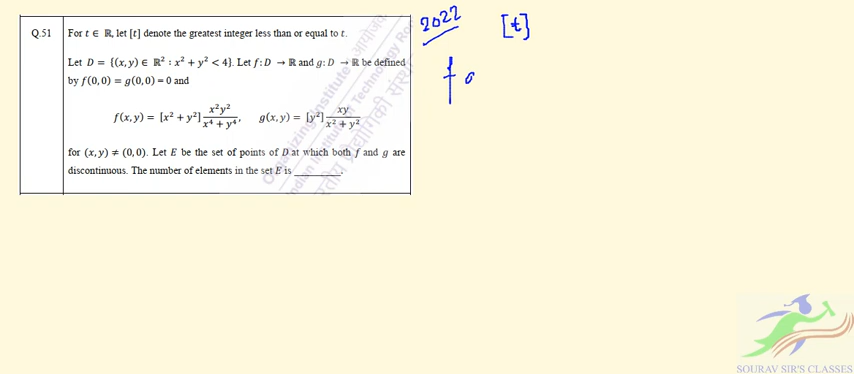 2022 [t]
Q.51 For t ∈ ℝ, let [t] denote the greatest integer less than or equal to t.
f
Let D = {(x, y) ∈ ℝ² : x² + y² < 4}. Let f: D → ℝ and g: D → ℝ be defined
by f(0,0) = g(0,0) = 0 and
f(x, y) = [x² + y²] x²y² / (x⁴ + y⁴), g(x, y) = [y²] xy / (x² + y²)
for (x, y) ≠ (0, 0). Let E be the set of points of D at which both f and g are
discontinuous. The number of elements in the set E is ________.
SOURAV SIR'S CLASSES